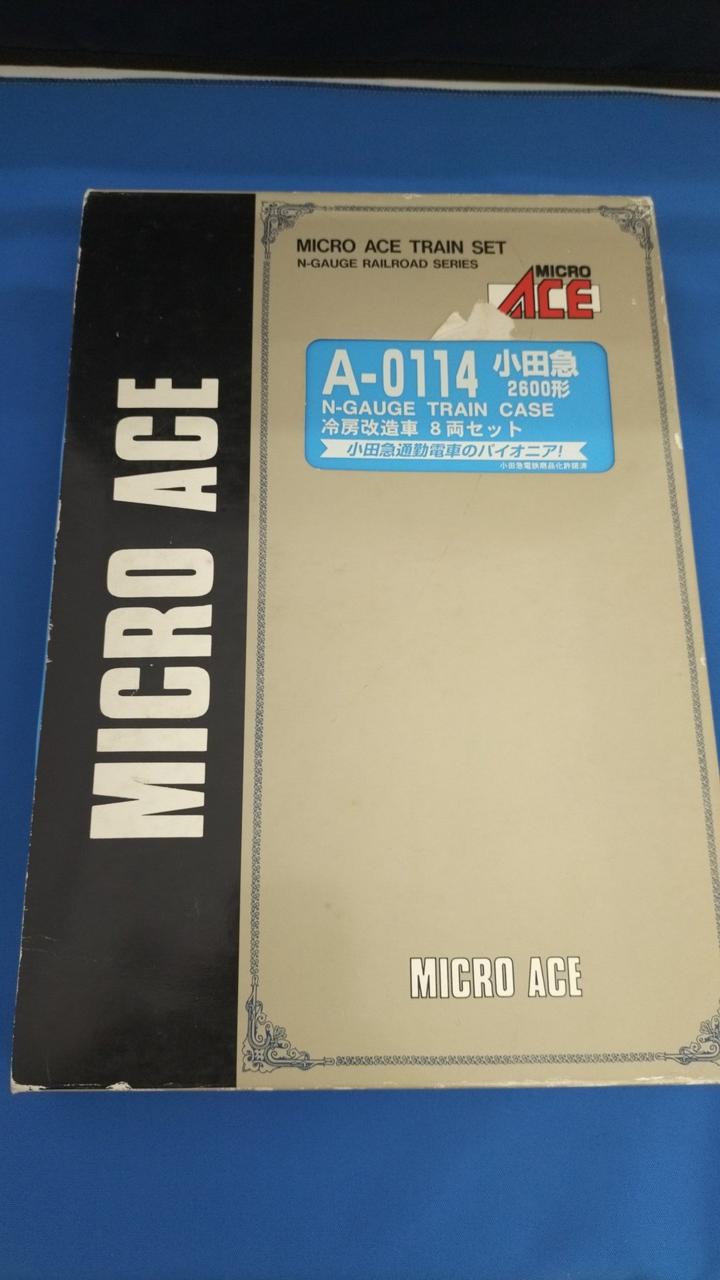 MICRO ACE
MICRO ACE TRAIN SET
N-GAUGE RAILROAD SERIES
MICRO
ACE
A-0114 小田急
2600形
N-GAUGE TRAIN CASE
冷房改造車 8両セット
小田急通勤電車のパイオニア!
小田急電鉄商品化許諾済
MICRO ACE